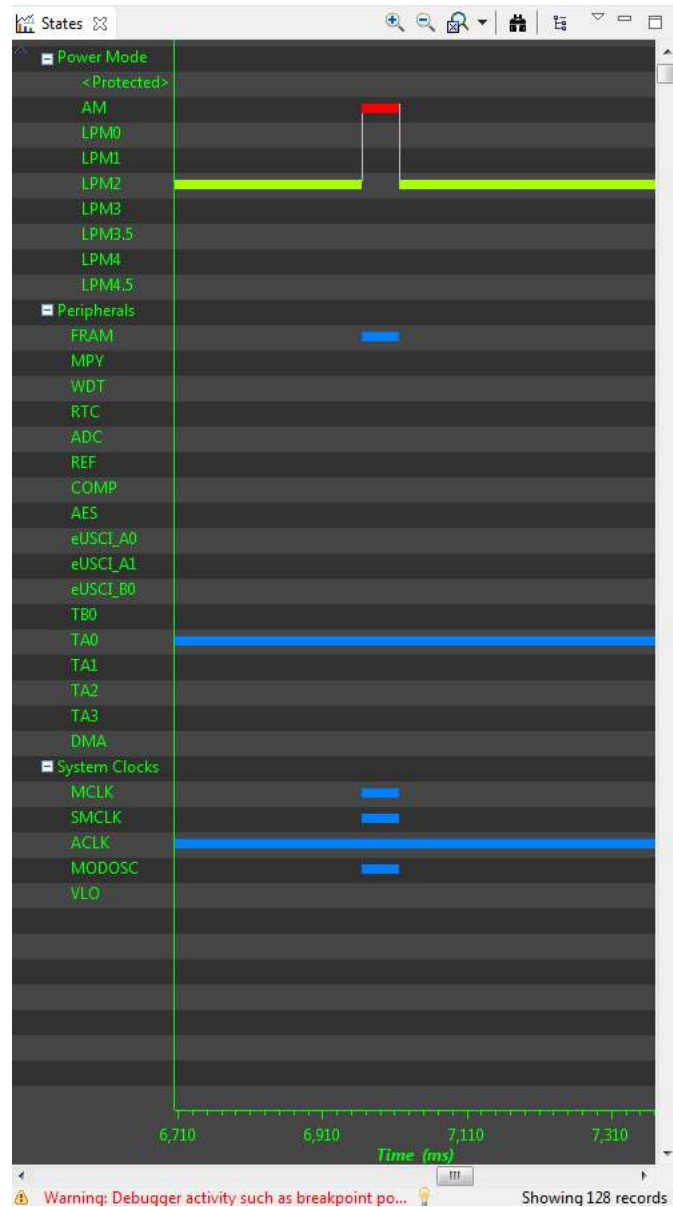 States
Power Mode
<Protected>
AM
LPM0
LPM1
LPM2
LPM3
LPM3.5
LPM4
LPM4.5
Peripherals
FRAM
MPY
WDT
RTC
ADC
REF
COMP
AES
eUSCI_A0
eUSCI_A1
eUSCI_B0
TB0
TA0
TA1
TA2
TA3
DMA
System Clocks
MCLK
SMCLK
ACLK
MODOSC
VLO
6,710 6,910 7,110 7,310
Time (ms)
Warning: Debugger activity such as breakpoint po... Showing 128 records